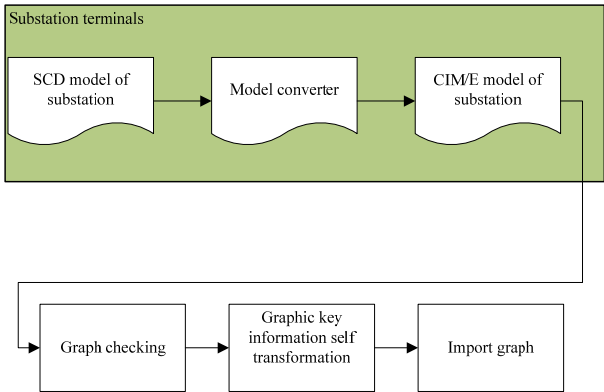 Substation terminals
SCD model of
substation
Model converter
CIM/E model of
substation
Graph checking
Graphic key
information self
transformation
Import graph